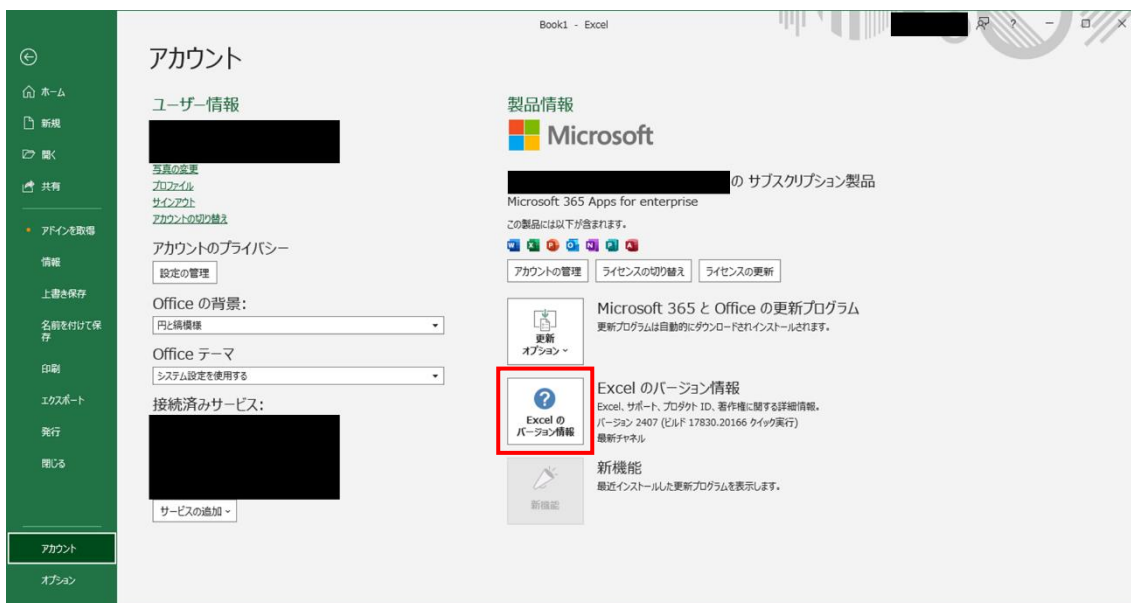 Book1 - Excel
?
ホーム
新規
開く
共有
アドインを取得
情報
上書き保存
名前を付けて保
存
印刷
エクスポート
発行
閉じる
アカウント
オプション
アカウント
ユーザー情報
写真の変更
プロファイル
サインアウト
アカウントの切り替え
アカウントのプライバシー
設定の管理
Office の背景:
円と縞模様
Office テーマ
システム設定を使用する
接続済みサービス:
サービスの追加
製品情報
Microsoft
の サブスクリプション製品
Microsoft 365 Apps for enterprise
この製品には以下が含まれます。
アカウントの管理
ライセンスの切り替え
ライセンスの更新
更新
オプション
Microsoft 365 と Office の更新プログラム
更新プログラムは自動的にダウンロードされインストールされます。
?
Excel の
バージョン情報
Excel のバージョン情報
Excel、サポート、プロダクト ID、著作権に関する詳細情報。
バージョン 2407 (ビルド 17830.20166 クイック実行)
最新チャネル
新機能
新機能
最近インストールした更新プログラムを表示します。